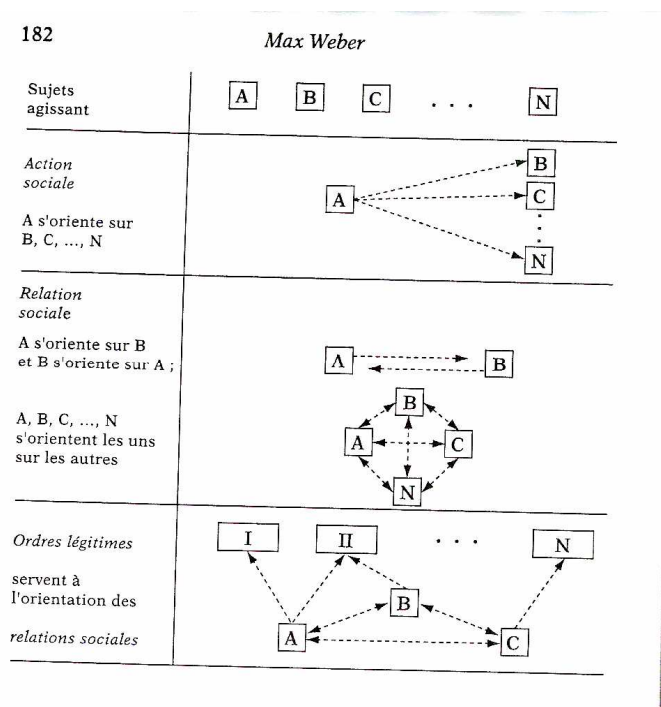 182
Max Weber
Sujets
agissant
A B C . . . N
Action
sociale
A s'oriente sur
B, C, ..., N
A
B
C
N
Relation
sociale
A s'oriente sur B
et B s'oriente sur A ;
A B
A, B, C, ..., N
s'orientent les uns
sur les autres
B
A C
N
Ordres légitimes
I II . . . N
servent à
l'orientation des
relations sociales
B
A C